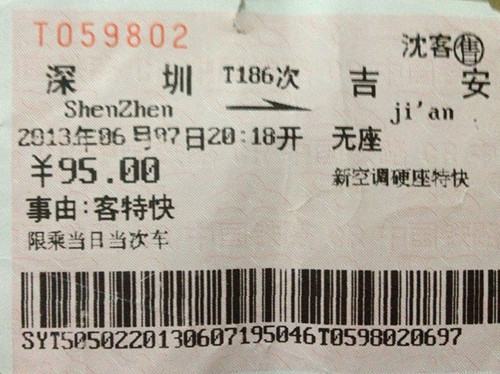 T059802
沈客售
深 圳 T186次 吉 安
ShenZhen ji'an
2013年06月07日20:18开 无座
￥95.00 新空调硬座特快
事由:客特快
限乘当日当次车
SYT50502201306​07195046T0598020697